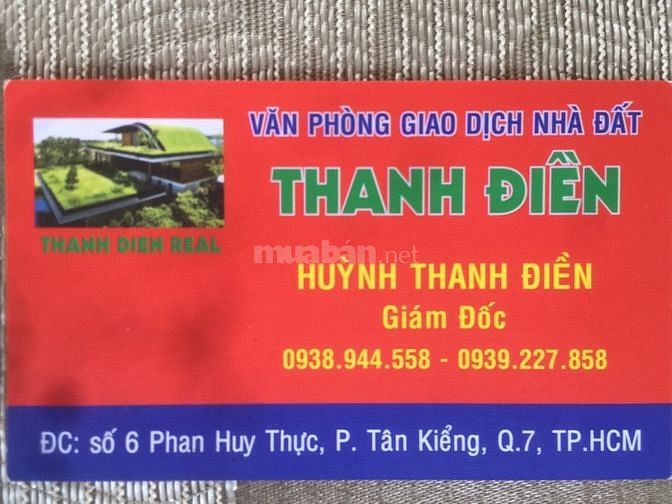 VĂN PHÒNG GIAO DỊCH NHÀ ĐẤT
THANH ĐIỀN
THANH DIEN REAL
muabán.net
HUỲNH THANH ĐIỀN
Giám Đốc
0938.944.558 - 0939.227.858
ĐC: số 6 Phan Huy Thực, P. Tân Kiểng, Q.7, TP.HCM